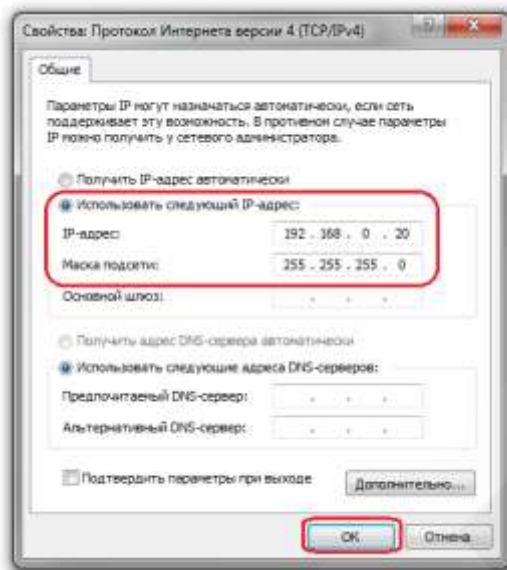 Свойства: Протокол Интернета версии 4 (TCP/IPv4)
Общие
Параметры IP могут назначаться автоматически, если сеть
поддерживает эту возможность. В противном случае параметры
IP можно получить у сетевого администратора.
Получить IP-адрес автоматически
Использовать следующий IP-адрес:
IP-адрес: 192 . 168 . 0 . 20
Маска подсети: 255 . 255 . 255 . 0
Основной шлюз: . . .
Получить адрес DNS-сервера автоматически
Использовать следующие адреса DNS-серверов:
Предпочитаемый DNS-сервер: . . .
Альтернативный DNS-сервер: . . .
Подтвердить параметры при выходе
Дополнительно...
ОК Отмена